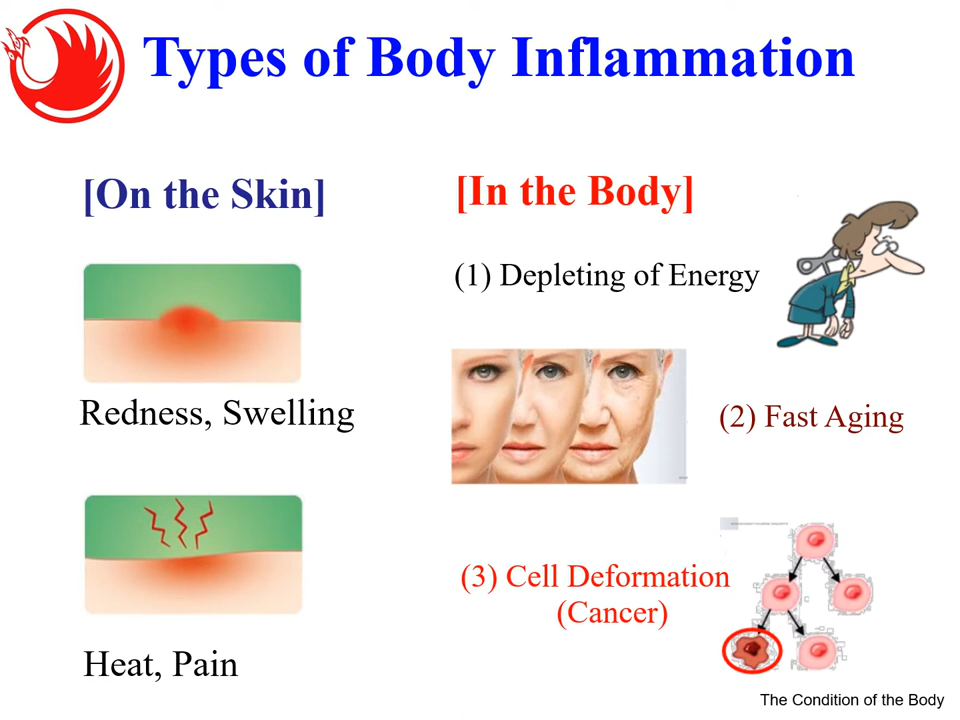 Types of Body Inflammation
[On the Skin]
Redness, Swelling
Heat, Pain
[In the Body]
(1) Depleting of Energy
(2) Fast Aging
(3) Cell Deformation
(Cancer)
The Condition of the Body